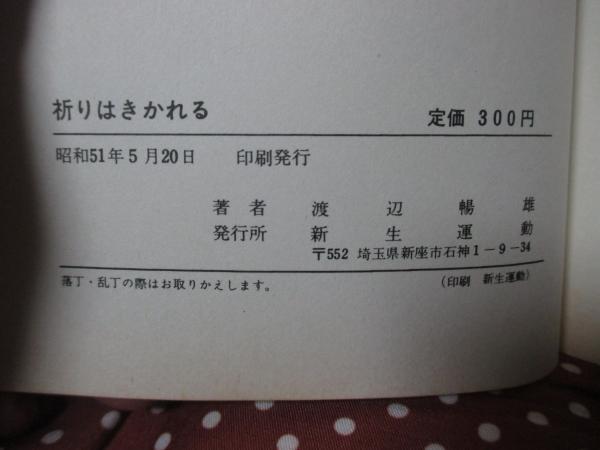 祈りはきかれる
定価 300円
昭和51年5月20日 印刷発行
著者 渡辺暢雄
発行所 新生運動
〒552 埼玉県新座市石神1-9-34
落丁・乱丁の際はお取りかえします。
(印刷 新生運動)